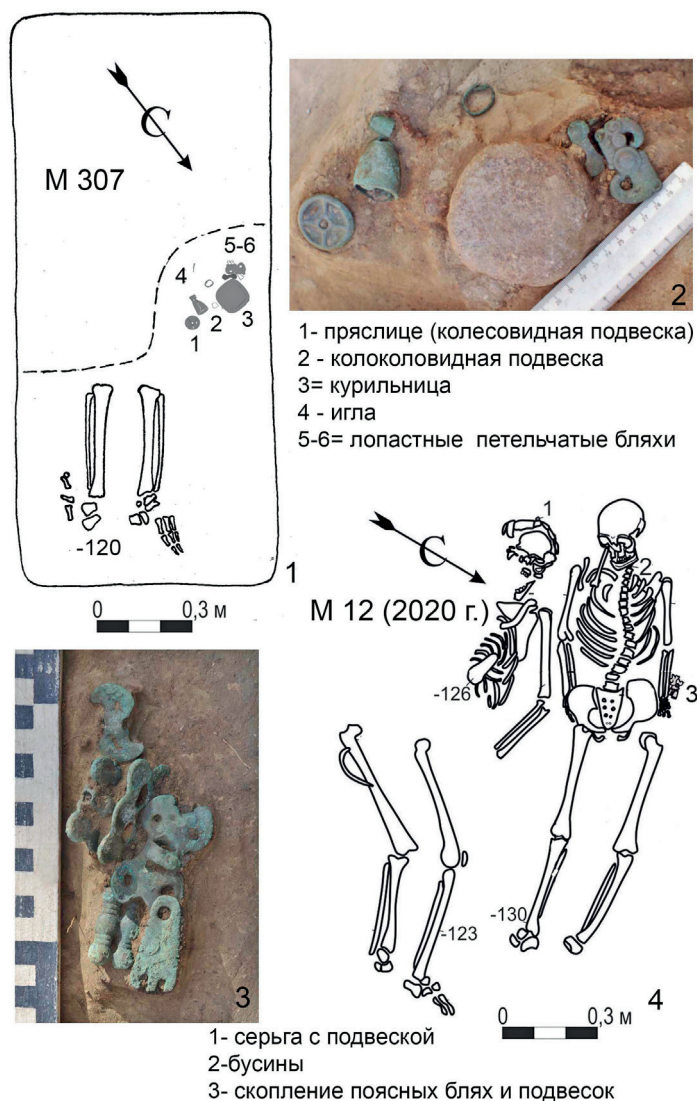 С
М 307
5-6
4
2
3
1
-120
1
0 0,3 м
2
1- пряслице (колесовидная подвеска)
2 - колоколовидная подвеска
3= курильница
4 - игла
5-6= лопастные петельчатые бляхи
С
М 12 (2020 г.)
1
2
3
-126
-123
-130
0 0,3 м
4
3
1- серьга с подвеской
2-бусины
3- скопление поясных блях и подвесок